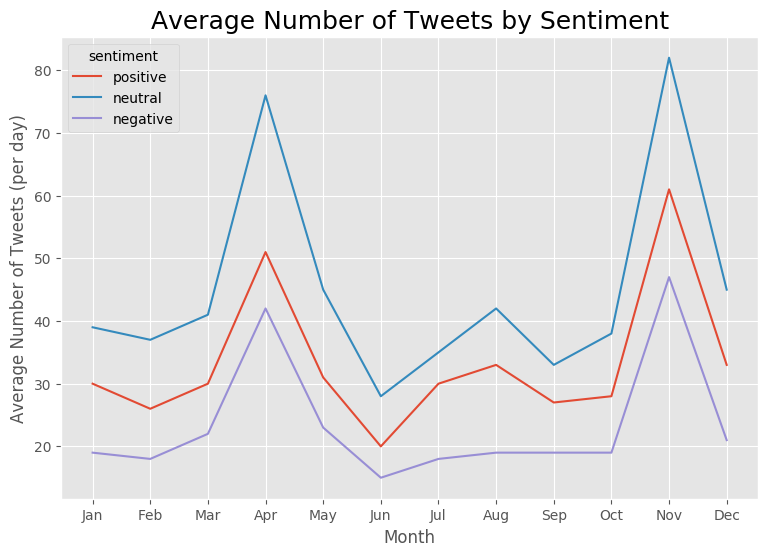 Average Number of Tweets by Sentiment
sentiment
positive
neutral
negative
Average Number of Tweets (per day)
80
70
60
50
40
30
20
Jan Feb Mar Apr May Jun Jul Aug Sep Oct Nov Dec
Month